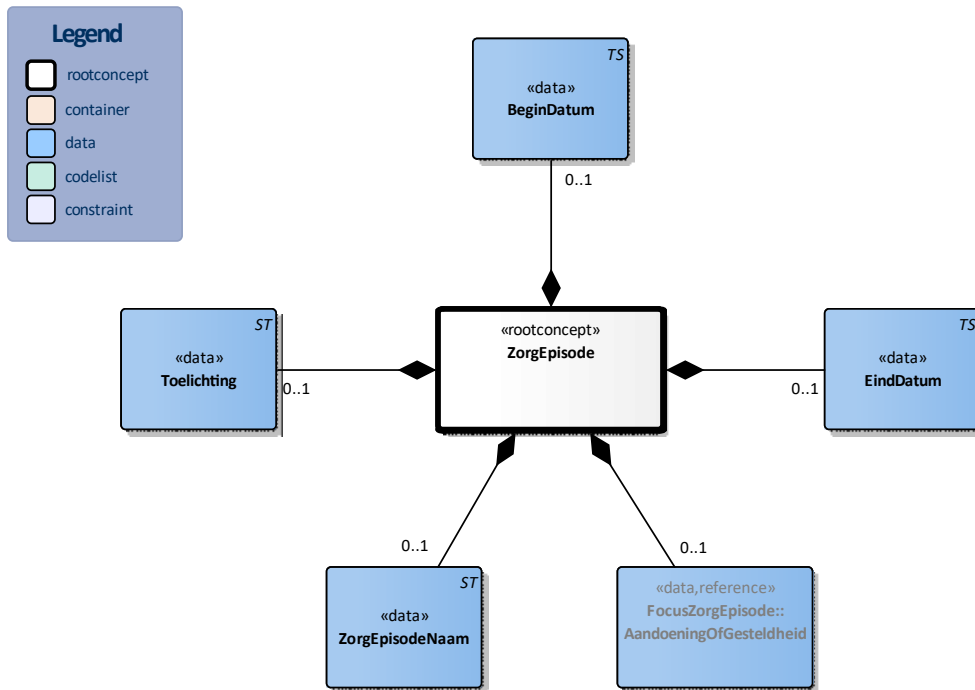 Legend
rootconcept
container
data
codelist
constraint
TS
«data»
BeginDatum
0..1
ST
«data»
Toelichting
0..1
«rootconcept»
ZorgEpisode
TS
«data»
EindDatum
0..1
0..1
ST
«data»
ZorgEpisodeNaam
0..1
«data,reference»
FocusZorgEpisode::
AandoeningOfGesteldheid